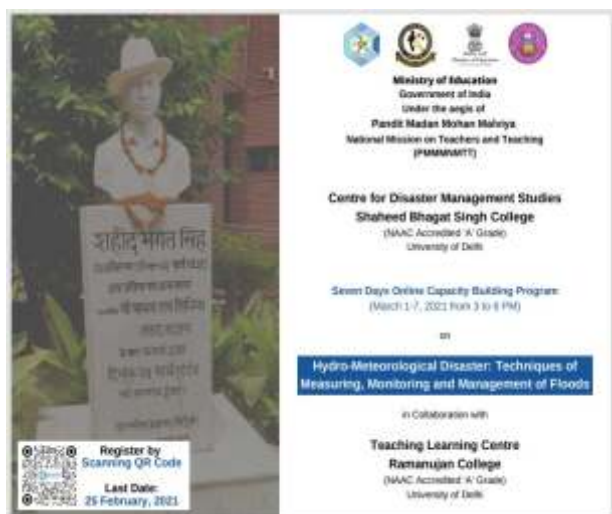 शहीद भगत सिंह
Register by
Scanning QR Code
Last Date:
25 February, 2021
Ministry of Education
Government of India
Under the aegis of
Pandit Madan Mohan Malviya
National Mission on Teachers and Teaching
(PMMMNMTT)
Centre for Disaster Management Studies
Shaheed Bhagat Singh College
(NAAC Accredited 'A' Grade)
University of Delhi
Seven Days Online Capacity Building Program
(March 1-7, 2021 from 3 to 6 PM)
on
Hydro-Meteorological Disaster: Techniques of
Measuring, Monitoring and Management of Floods
in Collaboration with
Teaching Learning Centre
Ramanujan College
(NAAC Accredited 'A' Grade)
University of Delhi